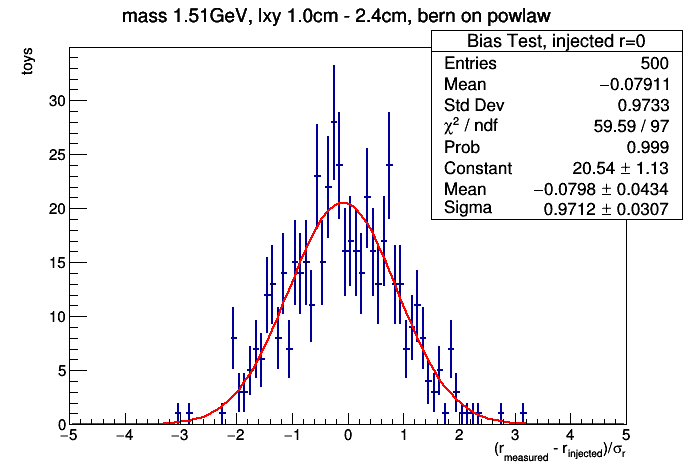 mass 1.51GeV, lxy 1.0cm - 2.4cm, bern on powlaw
toys
Bias Test, injected r=0
Entries 500
Mean −0.07911
Std Dev 0.9733
χ² / ndf 59.59 / 97
Prob 0.999
Constant 20.54 ± 1.13
Mean −0.0798 ± 0.0434
Sigma 0.9712 ± 0.0307
30
25
20
15
10
5
0
−5 −4 −3 −2 −1 0 1 2 3 4 5
(r_measured - r_injected)/σ_r